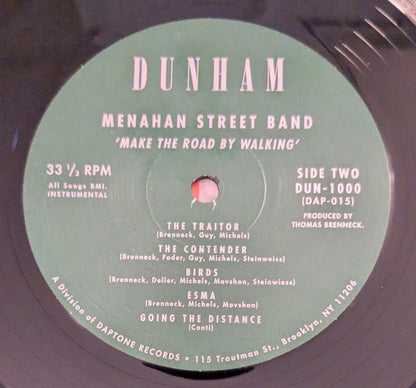 DUNHAM
MENAHAN STREET BAND
'MAKE THE ROAD BY WALKING'
33 ⅓ RPM
All Songs BMI.
INSTRUMENTAL
SIDE TWO
DUN-1000
(DAP-015)
PRODUCED BY
THOMAS BRENNECK.
THE TRAITOR
(Brenneck, Guy, Michels)
THE CONTENDER
(Brenneck, Foder, Guy, Michels, Steinweiss)
BIRDS
(Brenneck, Deller, Michels, Movshon, Steinwiess)
ESMA
(Brenneck, Michels, Movshon)
GOING THE DISTANCE
(Conti)
A Division of DAPTONE RECORDS • 115 Troutman St., Brooklyn, NY 11206